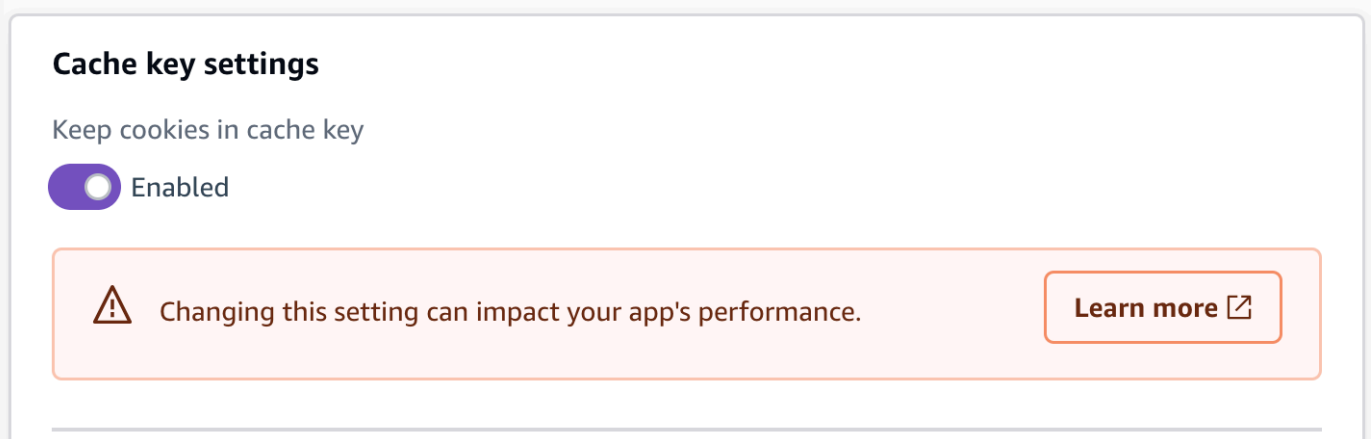 Cache key settings
Keep cookies in cache key
Enabled
Changing this setting can impact your app's performance.
Learn more